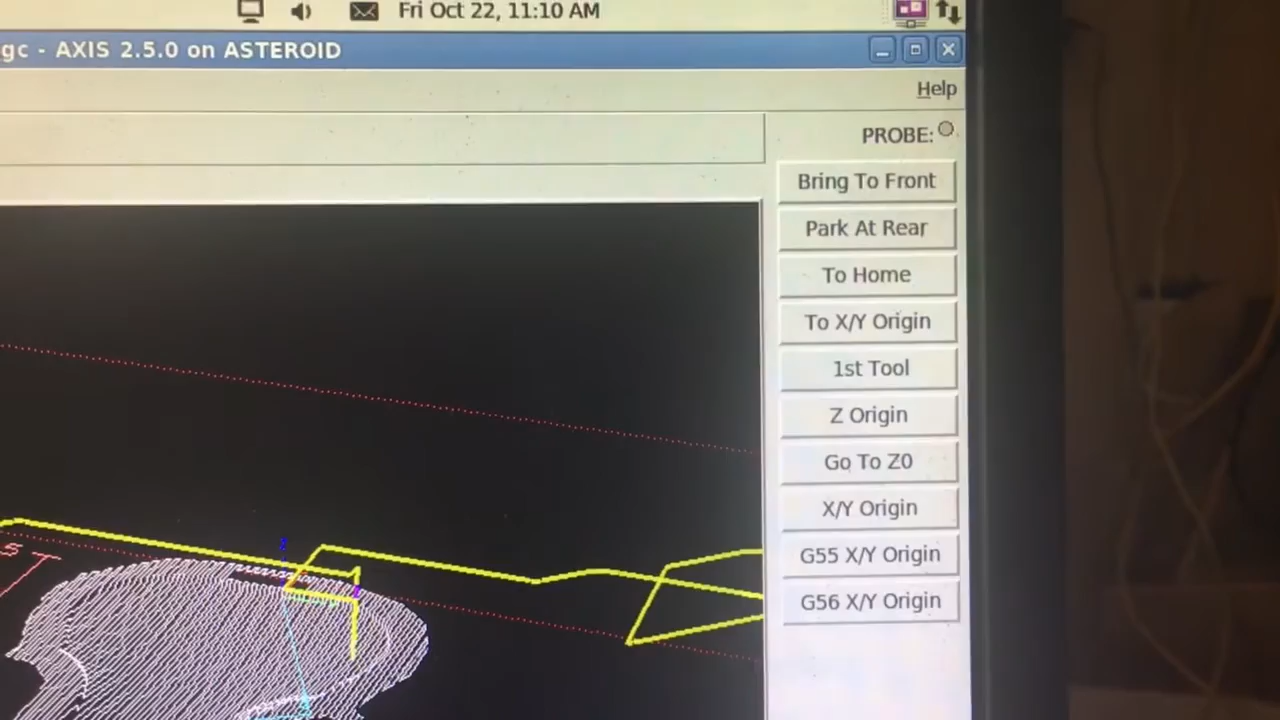 Fri Oct 22, 11:10 AM
gc - AXIS 2.5.0 on ASTEROID
Help
PROBE:
Bring To Front
Park At Rear
To Home
To X/Y Origin
1st Tool
Z Origin
Go To Z0
X/Y Origin
G55 X/Y Origin
G56 X/Y Origin
5